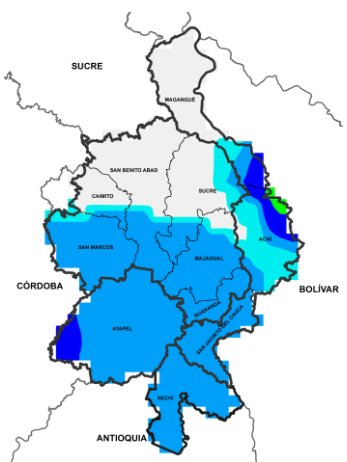 SUCRE
MAGANGUÉ
SAN BENITO ABAD
CAIMITO
SUCRE
ACHI
SAN MARCOS
MAJAGUAL
CÓRDOBA
BOLÍVAR
GUARANDA
AYAPEL
SAN JACINTO DEL CAUCA
NECHÍ
ANTIOQUIA